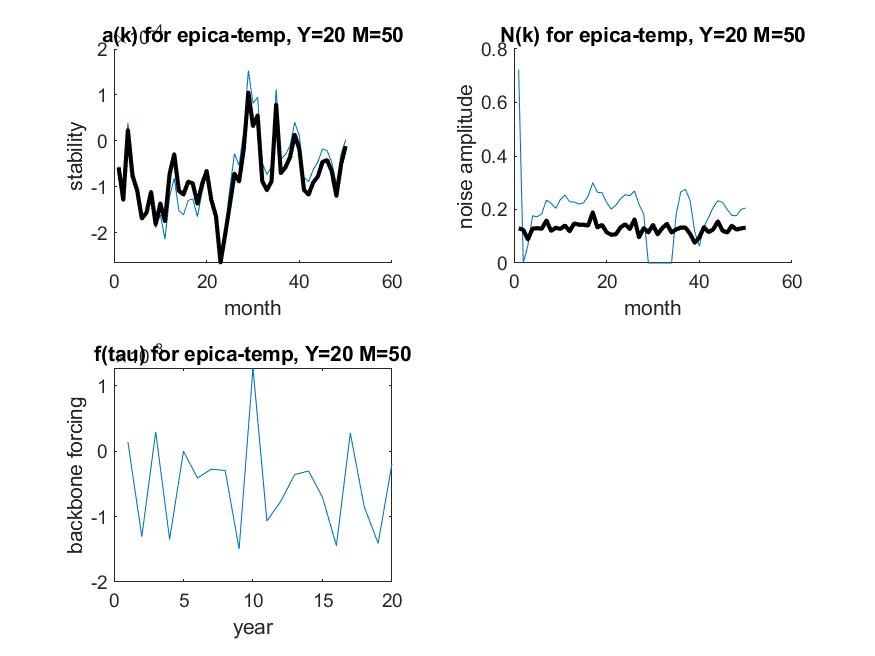 a(k) for epica-temp, Y=20 M=50
2
1
0
-1
-2
stability
0 20 40 60
month
N(k) for epica-temp, Y=20 M=50
0.8
0.6
0.4
0.2
0
noise amplitude
0 20 40 60
month
f(tau) for epica-temp, Y=20 M=50
1
0
-1
-2
backbone forcing
0 5 10 15 20
year